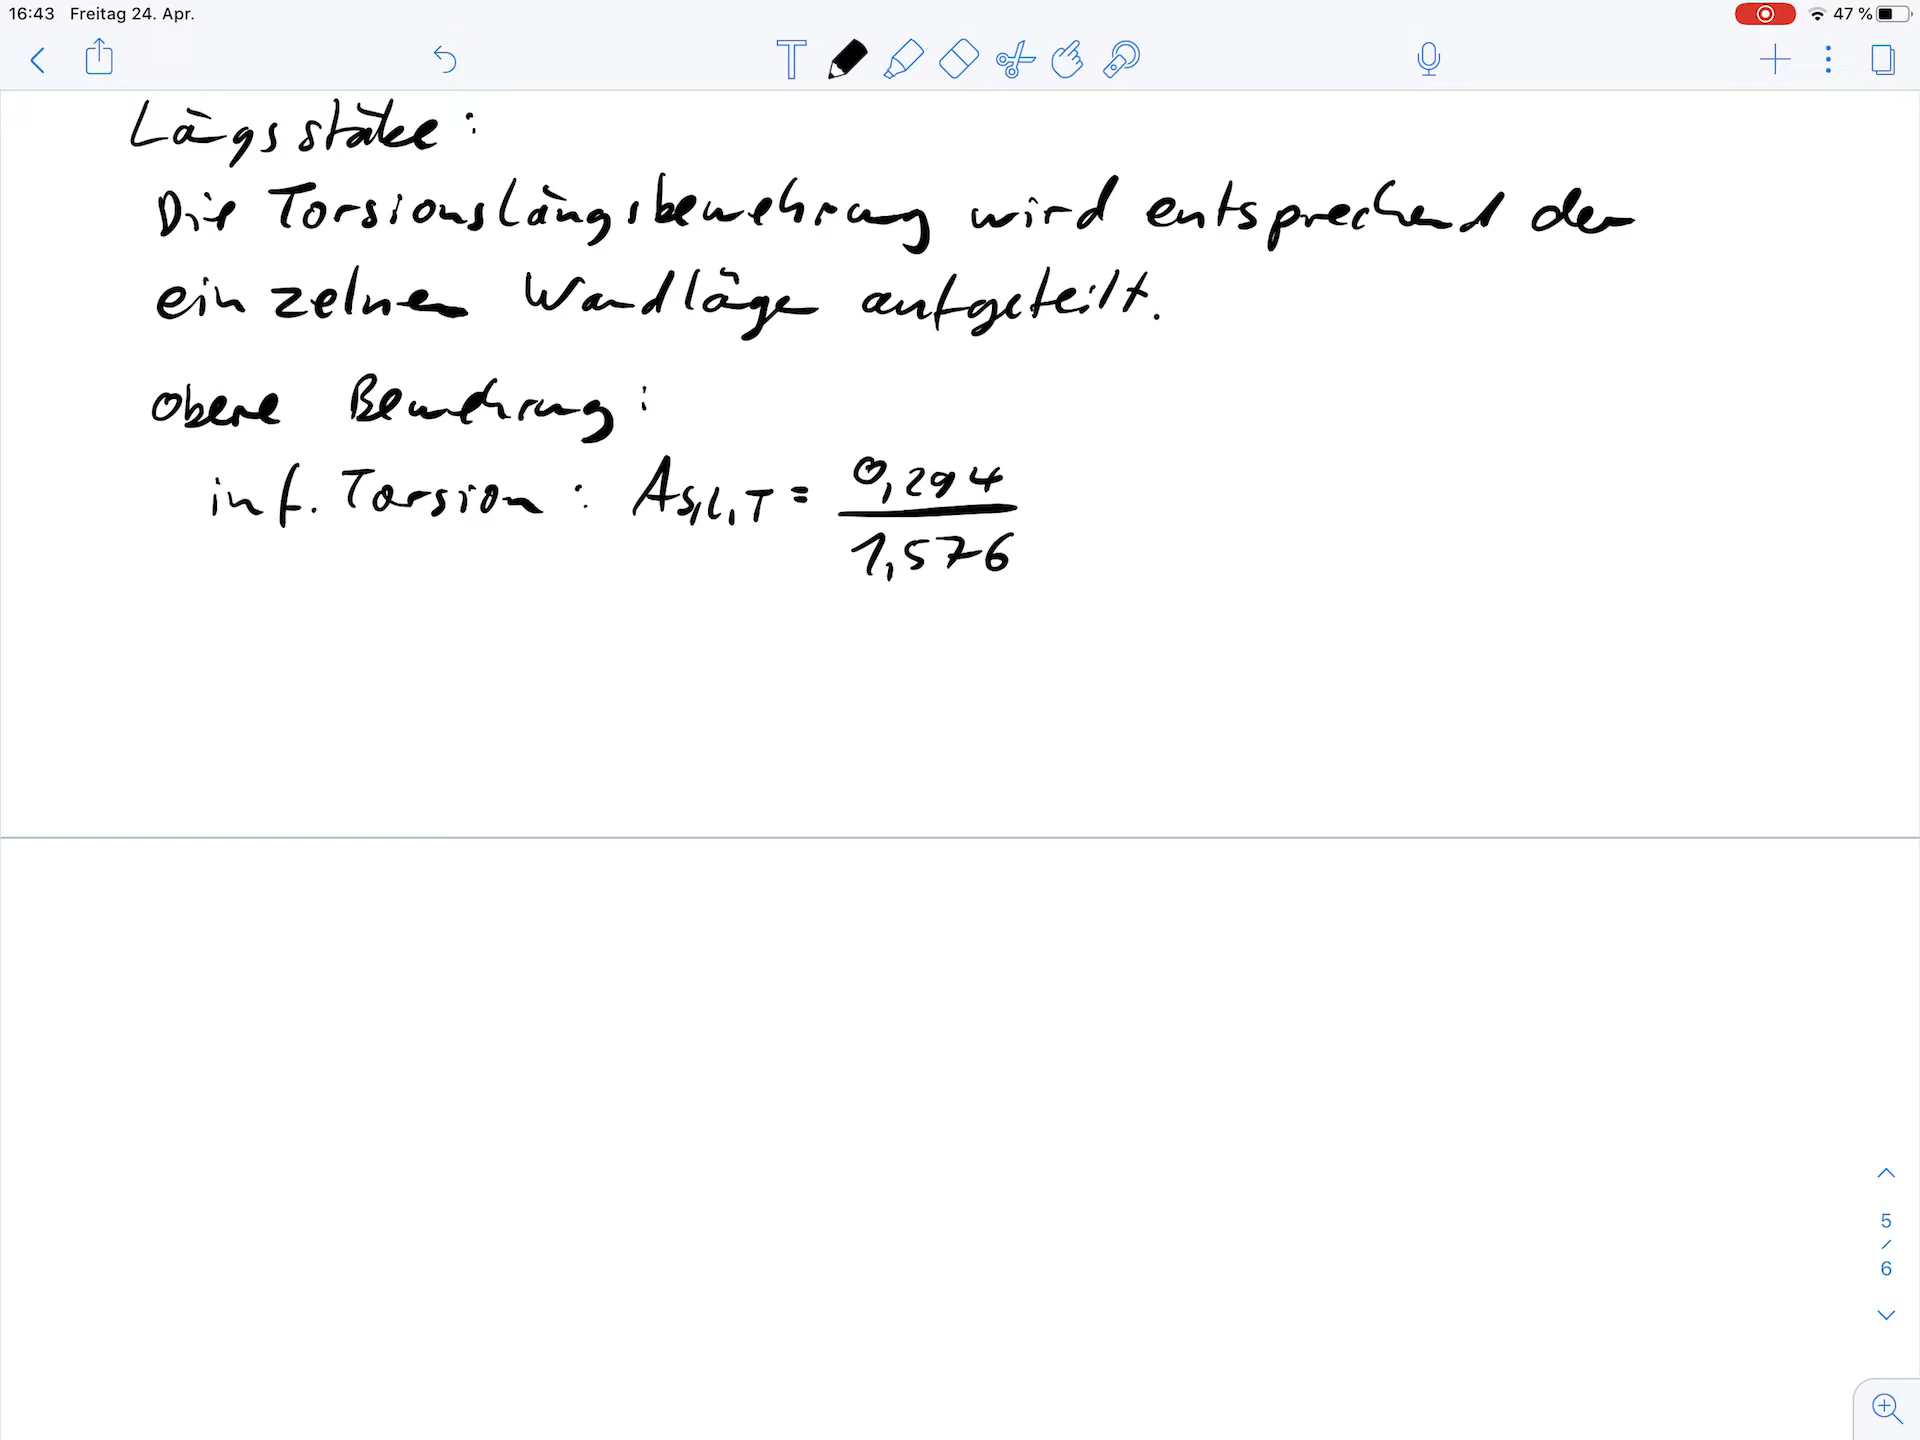 16:43 Freitag 24. Apr. 47 %
Längsstäbe:
Die Torsionslängsbewehrung wird entsprechend den
einzelnen Wandlängen aufgeteilt.
obere Bewehrung:
inf. Torsion: As,l,T = 0,294
1,576
5
/
6